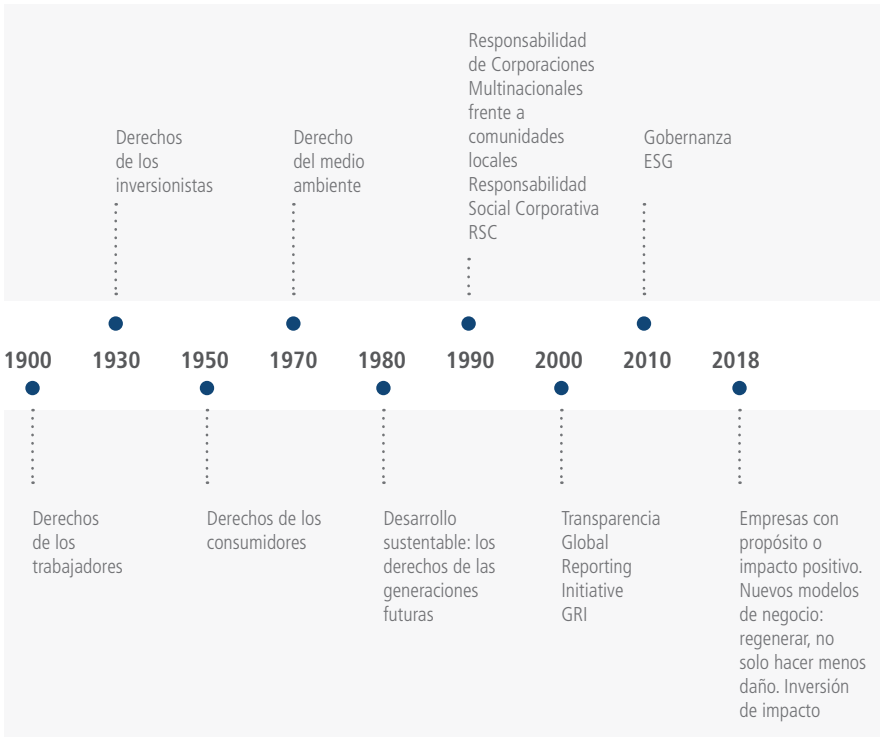 Responsabilidad
de Corporaciones
Multinacionales
frente a
comunidades
locales
Responsabilidad
Social Corporativa
RSC
Derechos
de los
inversionistas
Derecho
del medio
ambiente
Gobernanza
ESG
1900 1930 1950 1970 1980 1990 2000 2010 2018
Derechos
de los
trabajadores
Derechos de los
consumidores
Desarrollo
sustentable: los
derechos de las
generaciones
futuras
Transparencia
Global
Reporting
Initiative
GRI
Empresas con
propósito o
impacto positivo.
Nuevos modelos
de negocio:
regenerar, no
solo hacer menos
daño. Inversión
de impacto